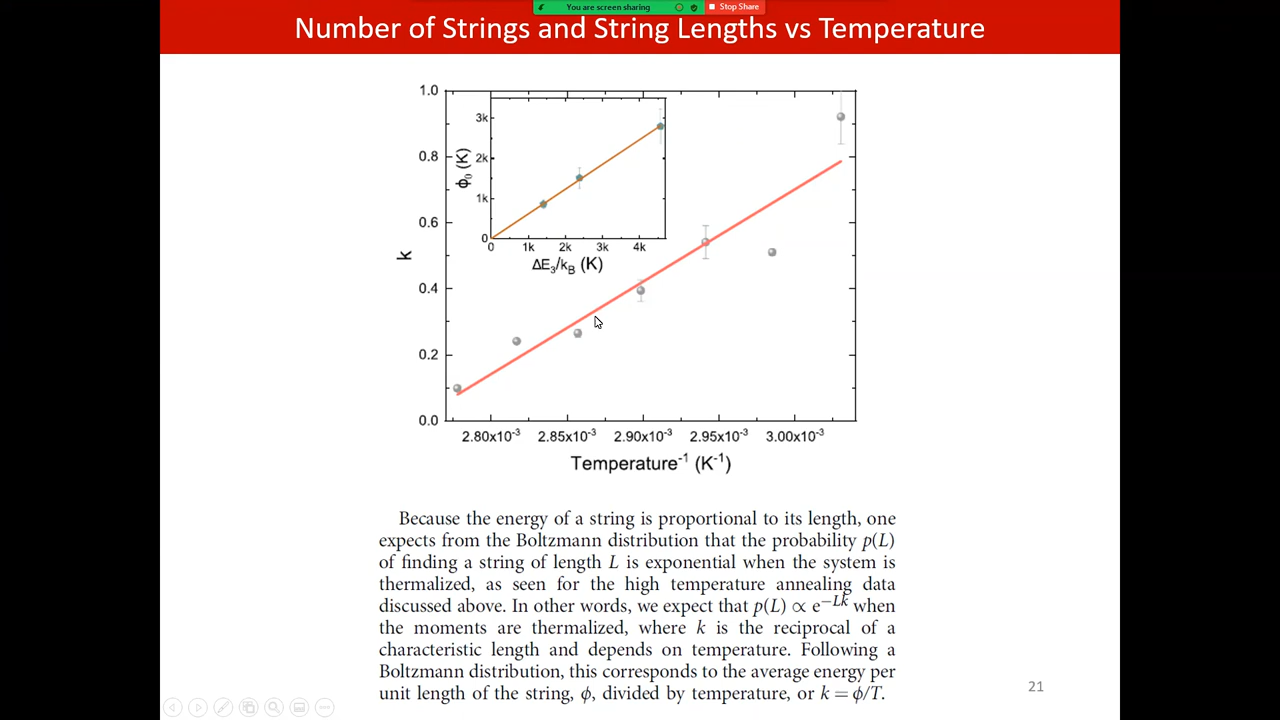 You are screen sharing
Stop Share
Number of Strings and String Lengths vs Temperature
1.0
0.8
0.6
0.4
0.2
0.0
k
3k
2k
1k
0
ϕ₀ (K)
0 1k 2k 3k 4k
ΔE₃/k_B (K)
2.80x10⁻³ 2.85x10⁻³ 2.90x10⁻³ 2.95x10⁻³ 3.00x10⁻³
Temperature⁻¹ (K⁻¹)
Because the energy of a string is proportional to its length, one
expects from the Boltzmann distribution that the probability p(L)
of finding a string of length L is exponential when the system is
thermalized, as seen for the high temperature annealing data
discussed above. In other words, we expect that p(L) ∝ e⁻ᴸᵏ when
the moments are thermalized, where k is the reciprocal of a
characteristic length and depends on temperature. Following a
Boltzmann distribution, this corresponds to the average energy per
unit length of the string, ϕ, divided by temperature, or k = ϕ/T.
21